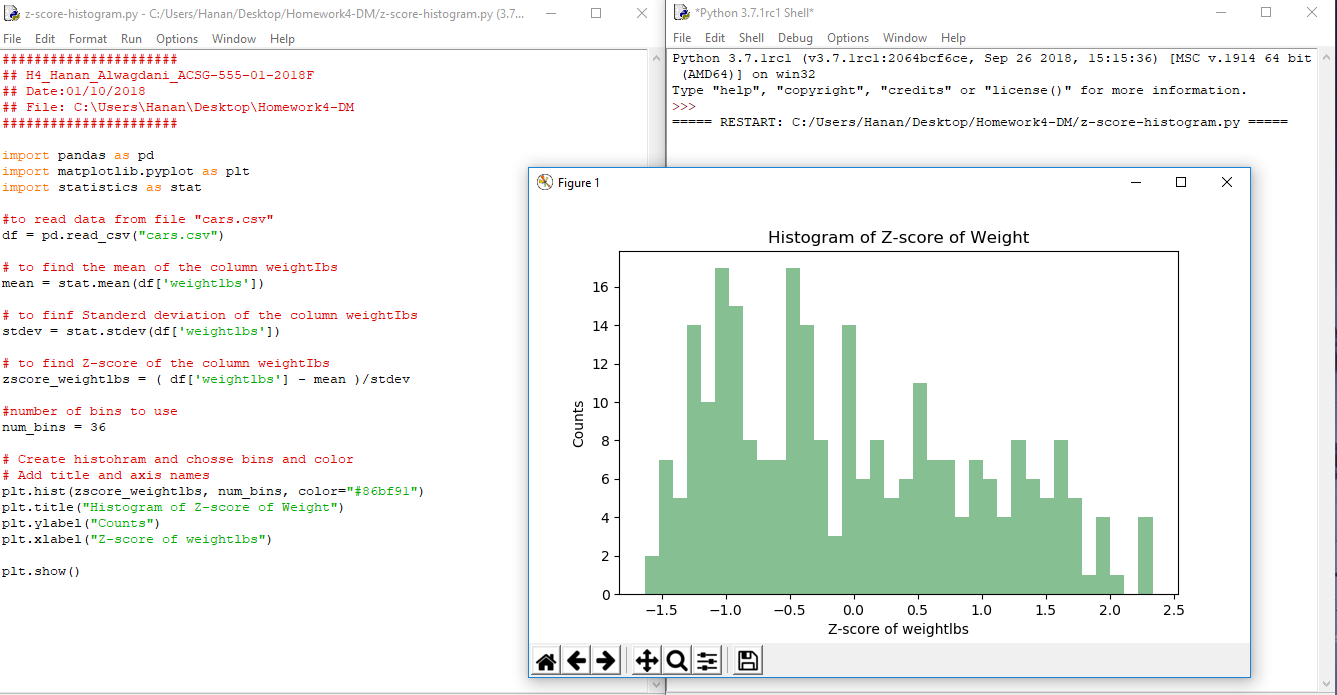 z-score-histogram.py - C:/Users/Hanan/Desktop/Homework4-DM/z-score-histogram.py (3.7...
File Edit Format Run Options Window Help
######################
## H4_Hanan_Alwagdani_ACSG-555-01-2018F
## Date:01/10/2018
## File: C:\Users\Hanan\Desktop\Homework4-DM
######################
import pandas as pd
import matplotlib.pyplot as plt
import statistics as stat
#to read data from file "cars.csv"
df = pd.read_csv("cars.csv")
# to find the mean of the column weightIbs
mean = stat.mean(df['weightlbs'])
# to finf Standerd deviation of the column weightIbs
stdev = stat.stdev(df['weightlbs'])
# to find Z-score of the column weightIbs
zscore_weightlbs = ( df['weightlbs'] - mean )/stdev
#number of bins to use
num_bins = 36
# Create histohram and chosse bins and color
# Add title and axis names
plt.hist(zscore_weightlbs, num_bins, color="#86bf91")
plt.title("Histogram of Z-score of Weight")
plt.ylabel("Counts")
plt.xlabel("Z-score of weightlbs")
plt.show()
*Python 3.7.1rc1 Shell*
File Edit Shell Debug Options Window Help
Python 3.7.1rc1 (v3.7.1rc1:2064bcf6ce, Sep 26 2018, 15:15:36) [MSC v.1914 64 bit
(AMD64)] on win32
Type "help", "copyright", "credits" or "license()" for more information.
>>>
===== RESTART: C:/Users/Hanan/Desktop/Homework4-DM/z-score-histogram.py =====
Figure 1
Histogram of Z-score of Weight
Counts
16
14
12
10
8
6
4
2
0
−1.5 −1.0 −0.5 0.0 0.5 1.0 1.5 2.0 2.5
Z-score of weightlbs